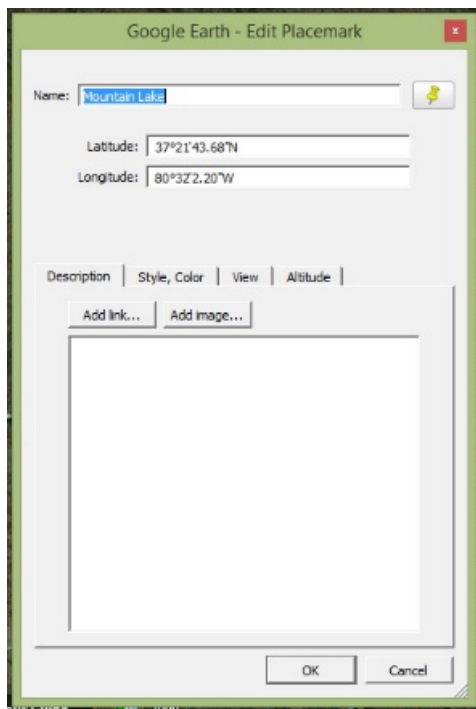 Google Earth - Edit Placemark
x
Name: Mountain Lake
Latitude: 37°21'43.68"N
Longitude: 80°32'2.20"W
Description Style, Color View Altitude
Add link... Add image...
OK Cancel